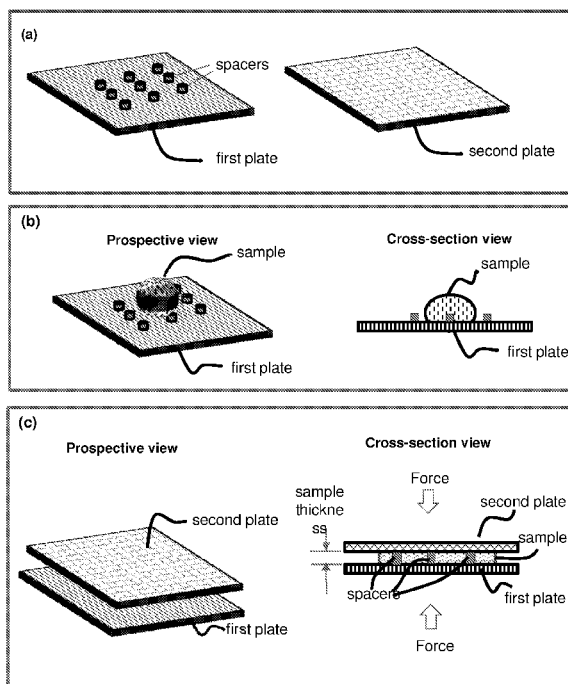 (a)
spacers
first plate
second plate
(b)
Prospective view
Cross-section view
sample
sample
first plate
first plate
(c)
Prospective view
Cross-section view
Force
sample
thickne
ss
second plate
second plate
sample
spacers
first plate
first plate
Force